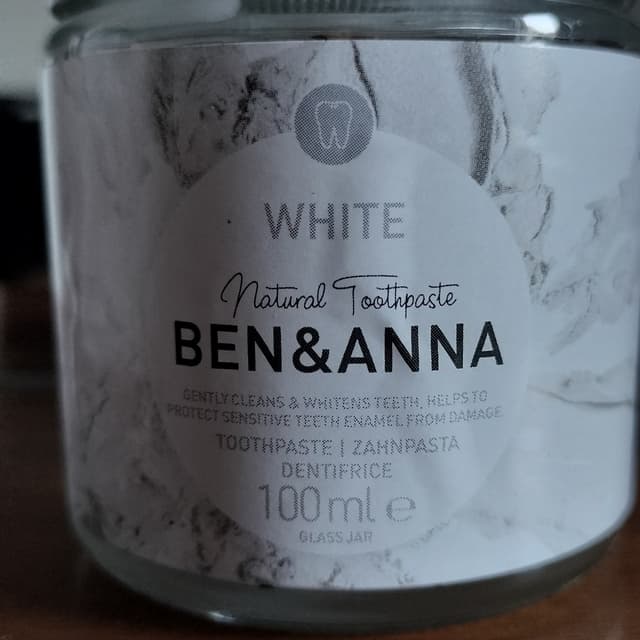 WHITE
Natural Toothpaste
BEN&ANNA
GENTLY CLEANS & WHITENS TEETH, HELPS TO
PROTECT SENSITIVE TEETH ENAMEL FROM DAMAGE
TOOTHPASTE | ZAHNPASTA
DENTIFRICE
100ml ℮
GLASS JAR